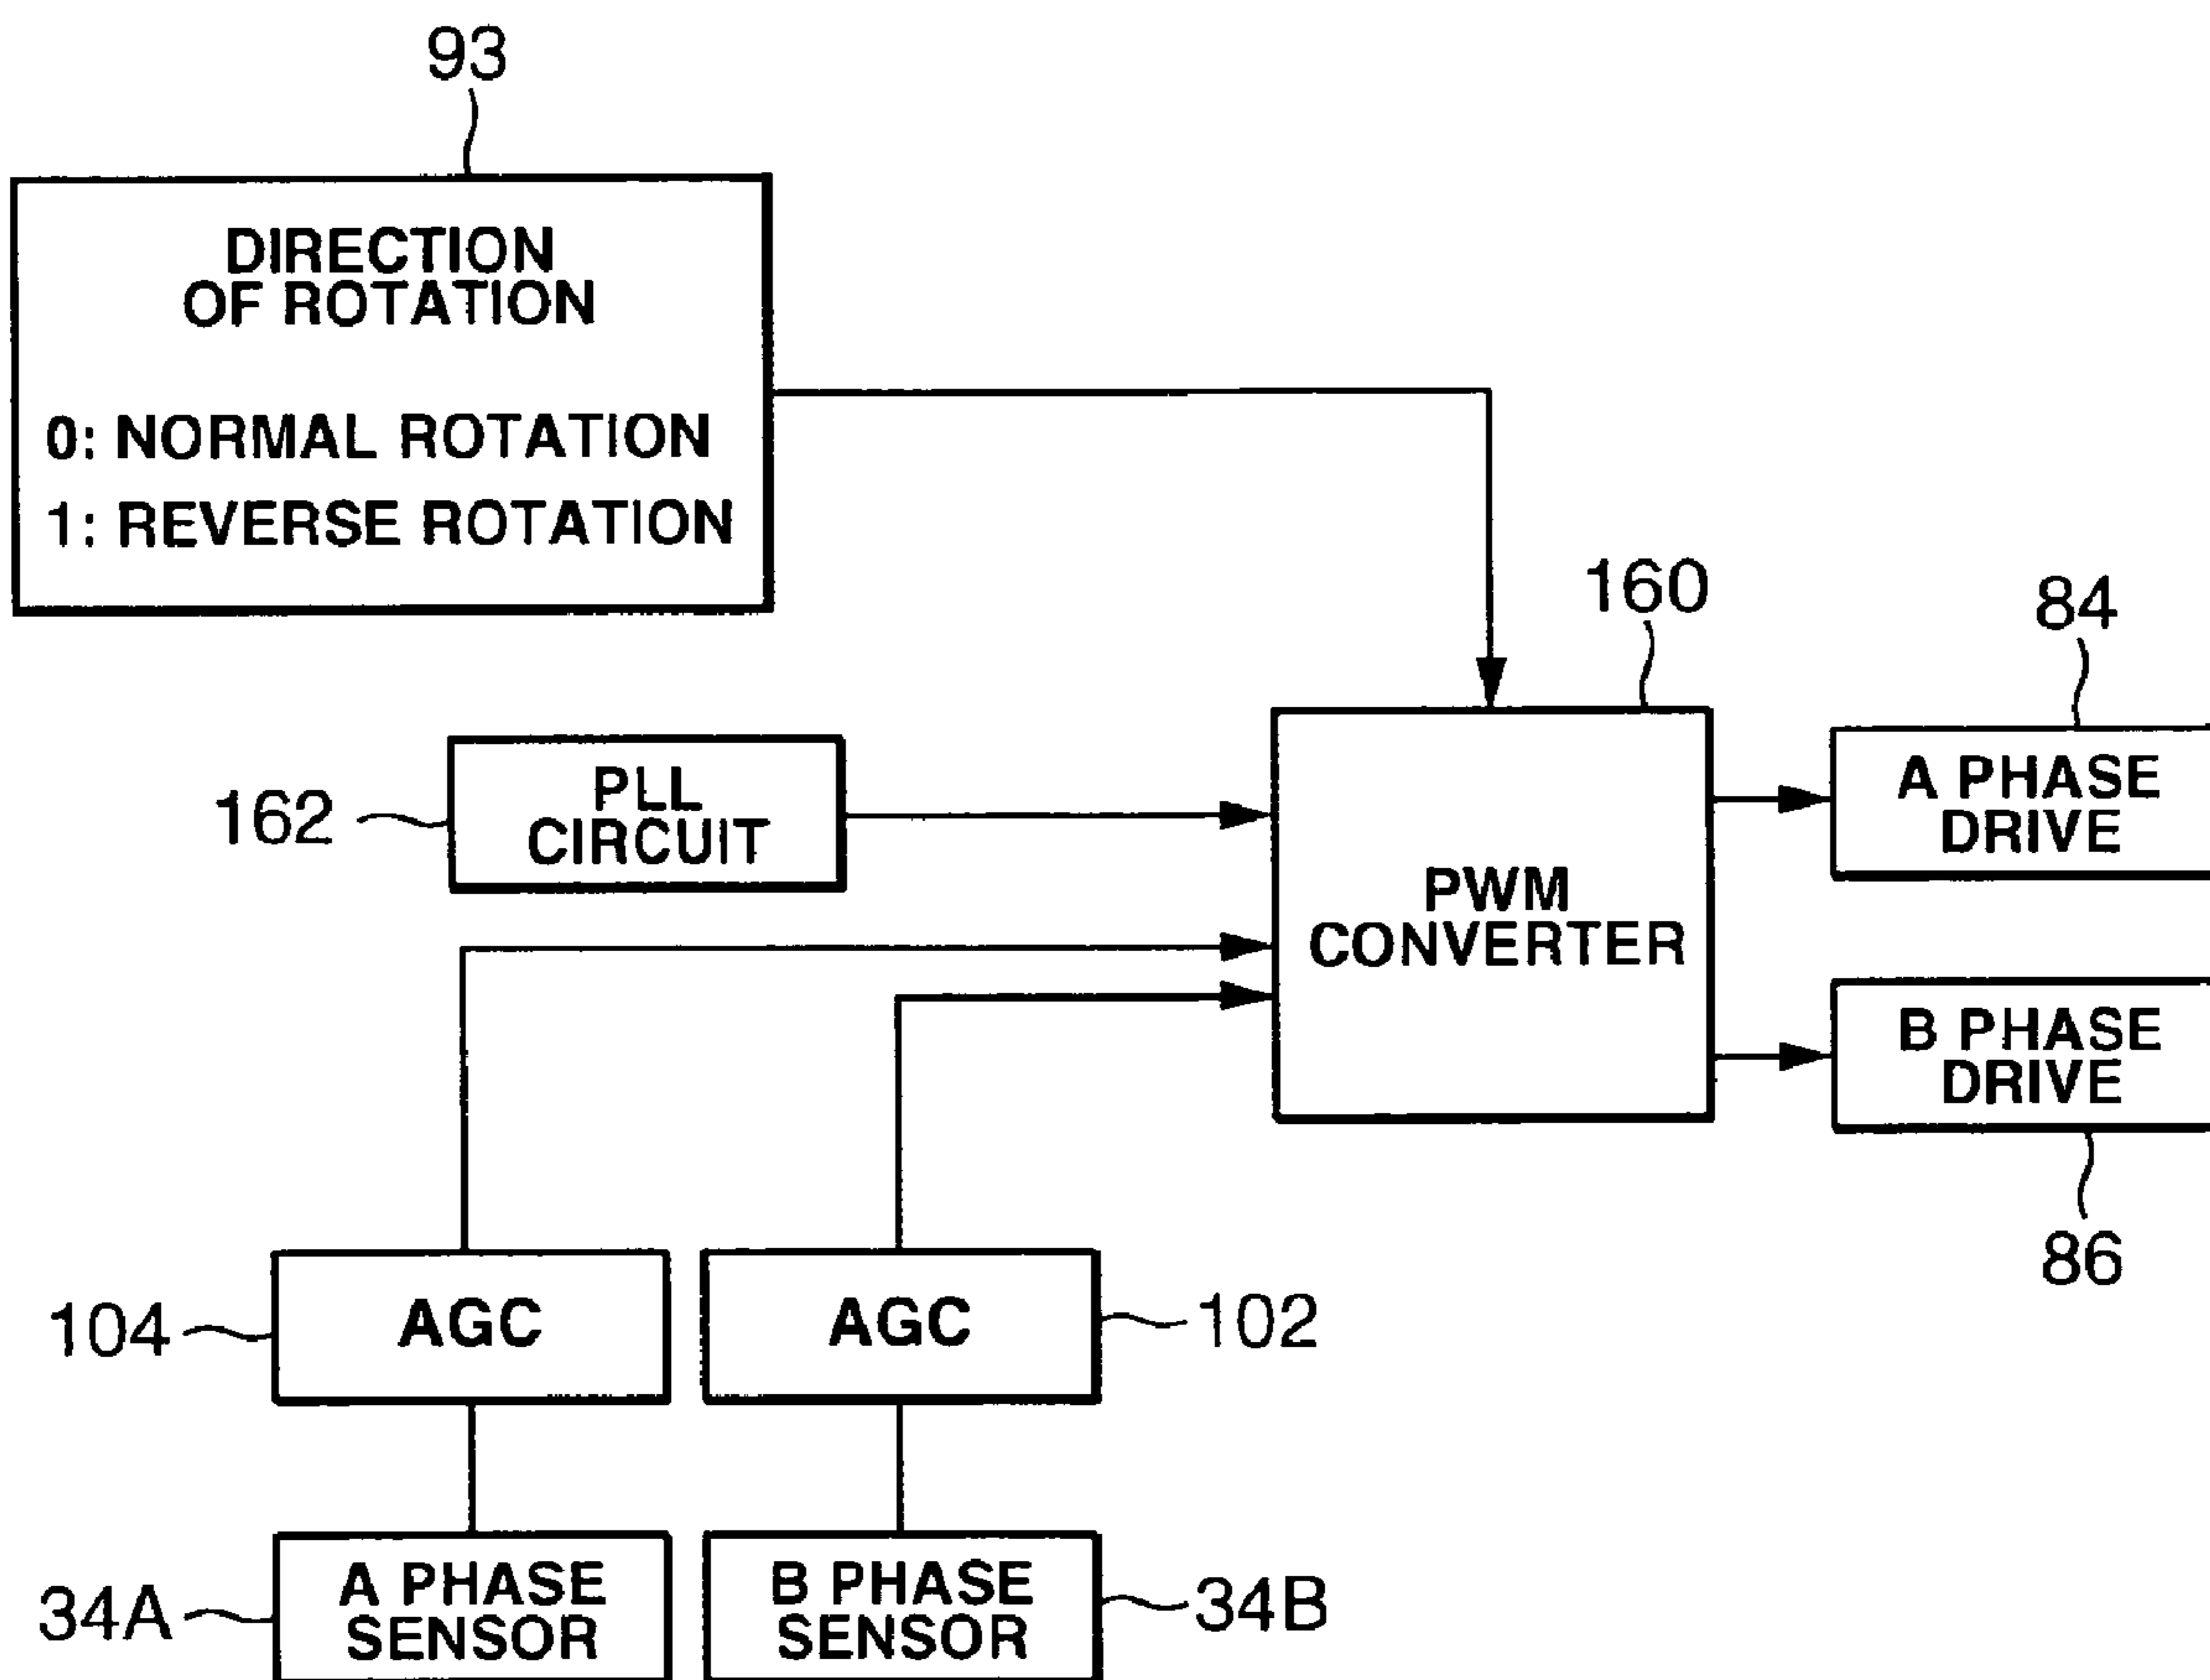 93
DIRECTION
OF ROTATION
0: NORMAL ROTATION
1: REVERSE ROTATION
160
84
162
PLL
CIRCUIT
PWM
CONVERTER
A PHASE
DRIVE
B PHASE
DRIVE
86
104
AGC
AGC
102
34A
A PHASE
SENSOR
B PHASE
SENSOR
34B